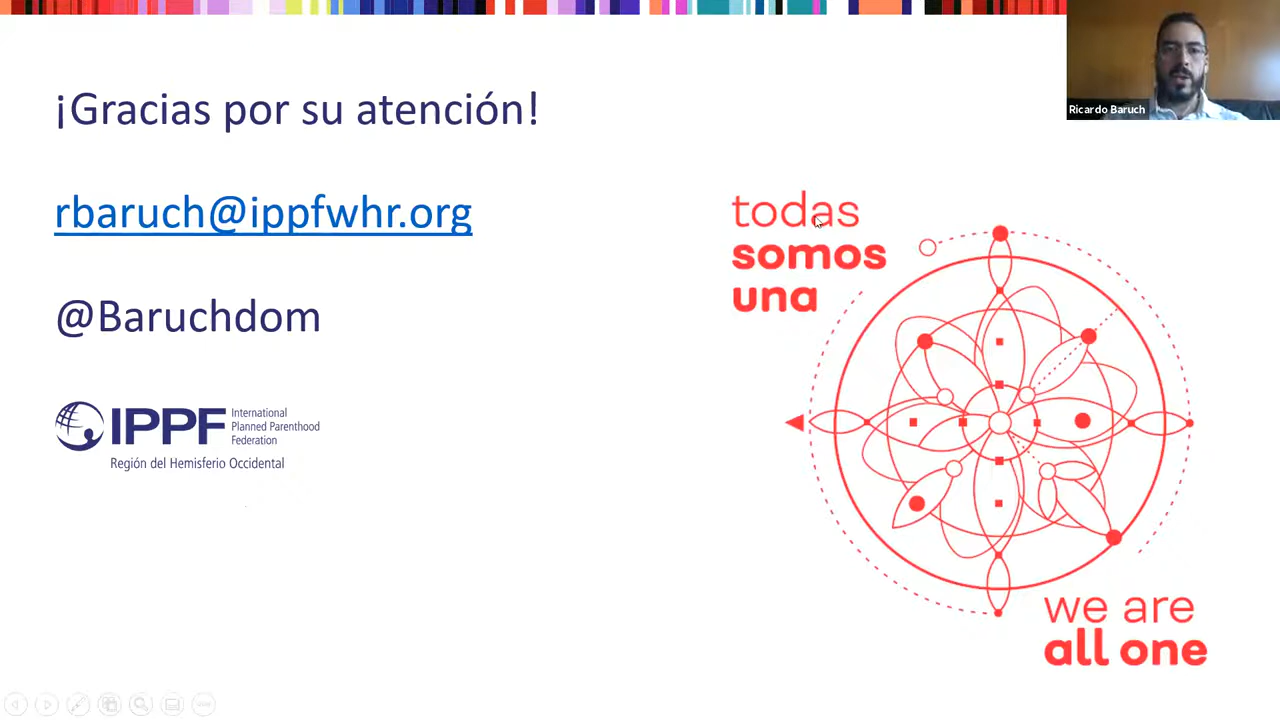 ¡Gracias por su atención!
Ricardo Baruch
rbaruch@ippfwhr.org
@Baruchdom
IPPF International
Planned Parenthood
Federation
Región del Hemisferio Occidental
todas
somos
una
we are
all one